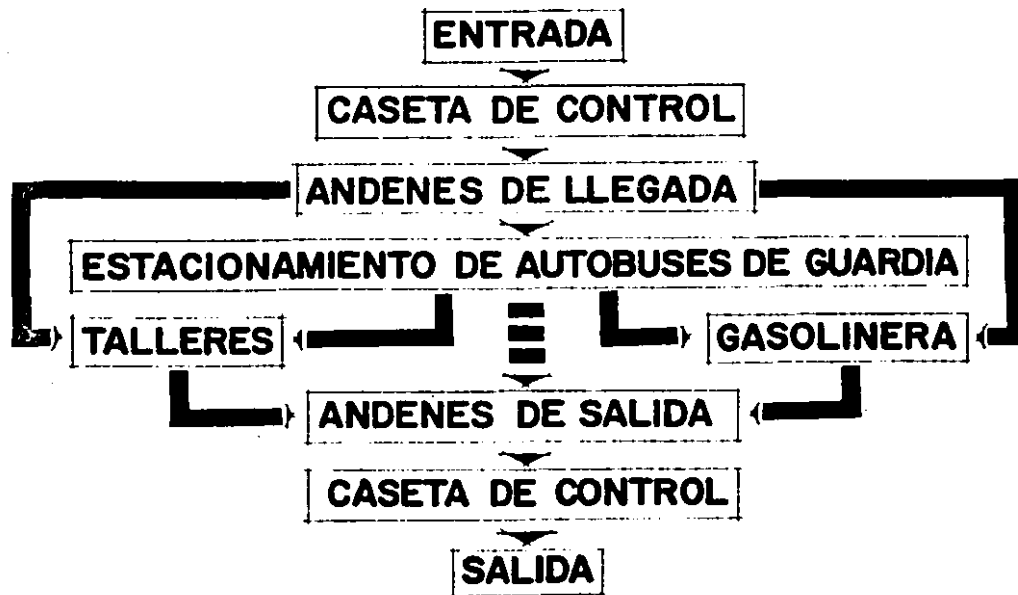 ENTRADA
CASETA DE CONTROL
ANDENES DE LLEGADA
ESTACIONAMIENTO DE AUTOBUSES DE GUARDIA
TALLERES
GASOLINERA
ANDENES DE SALIDA
CASETA DE CONTROL
SALIDA